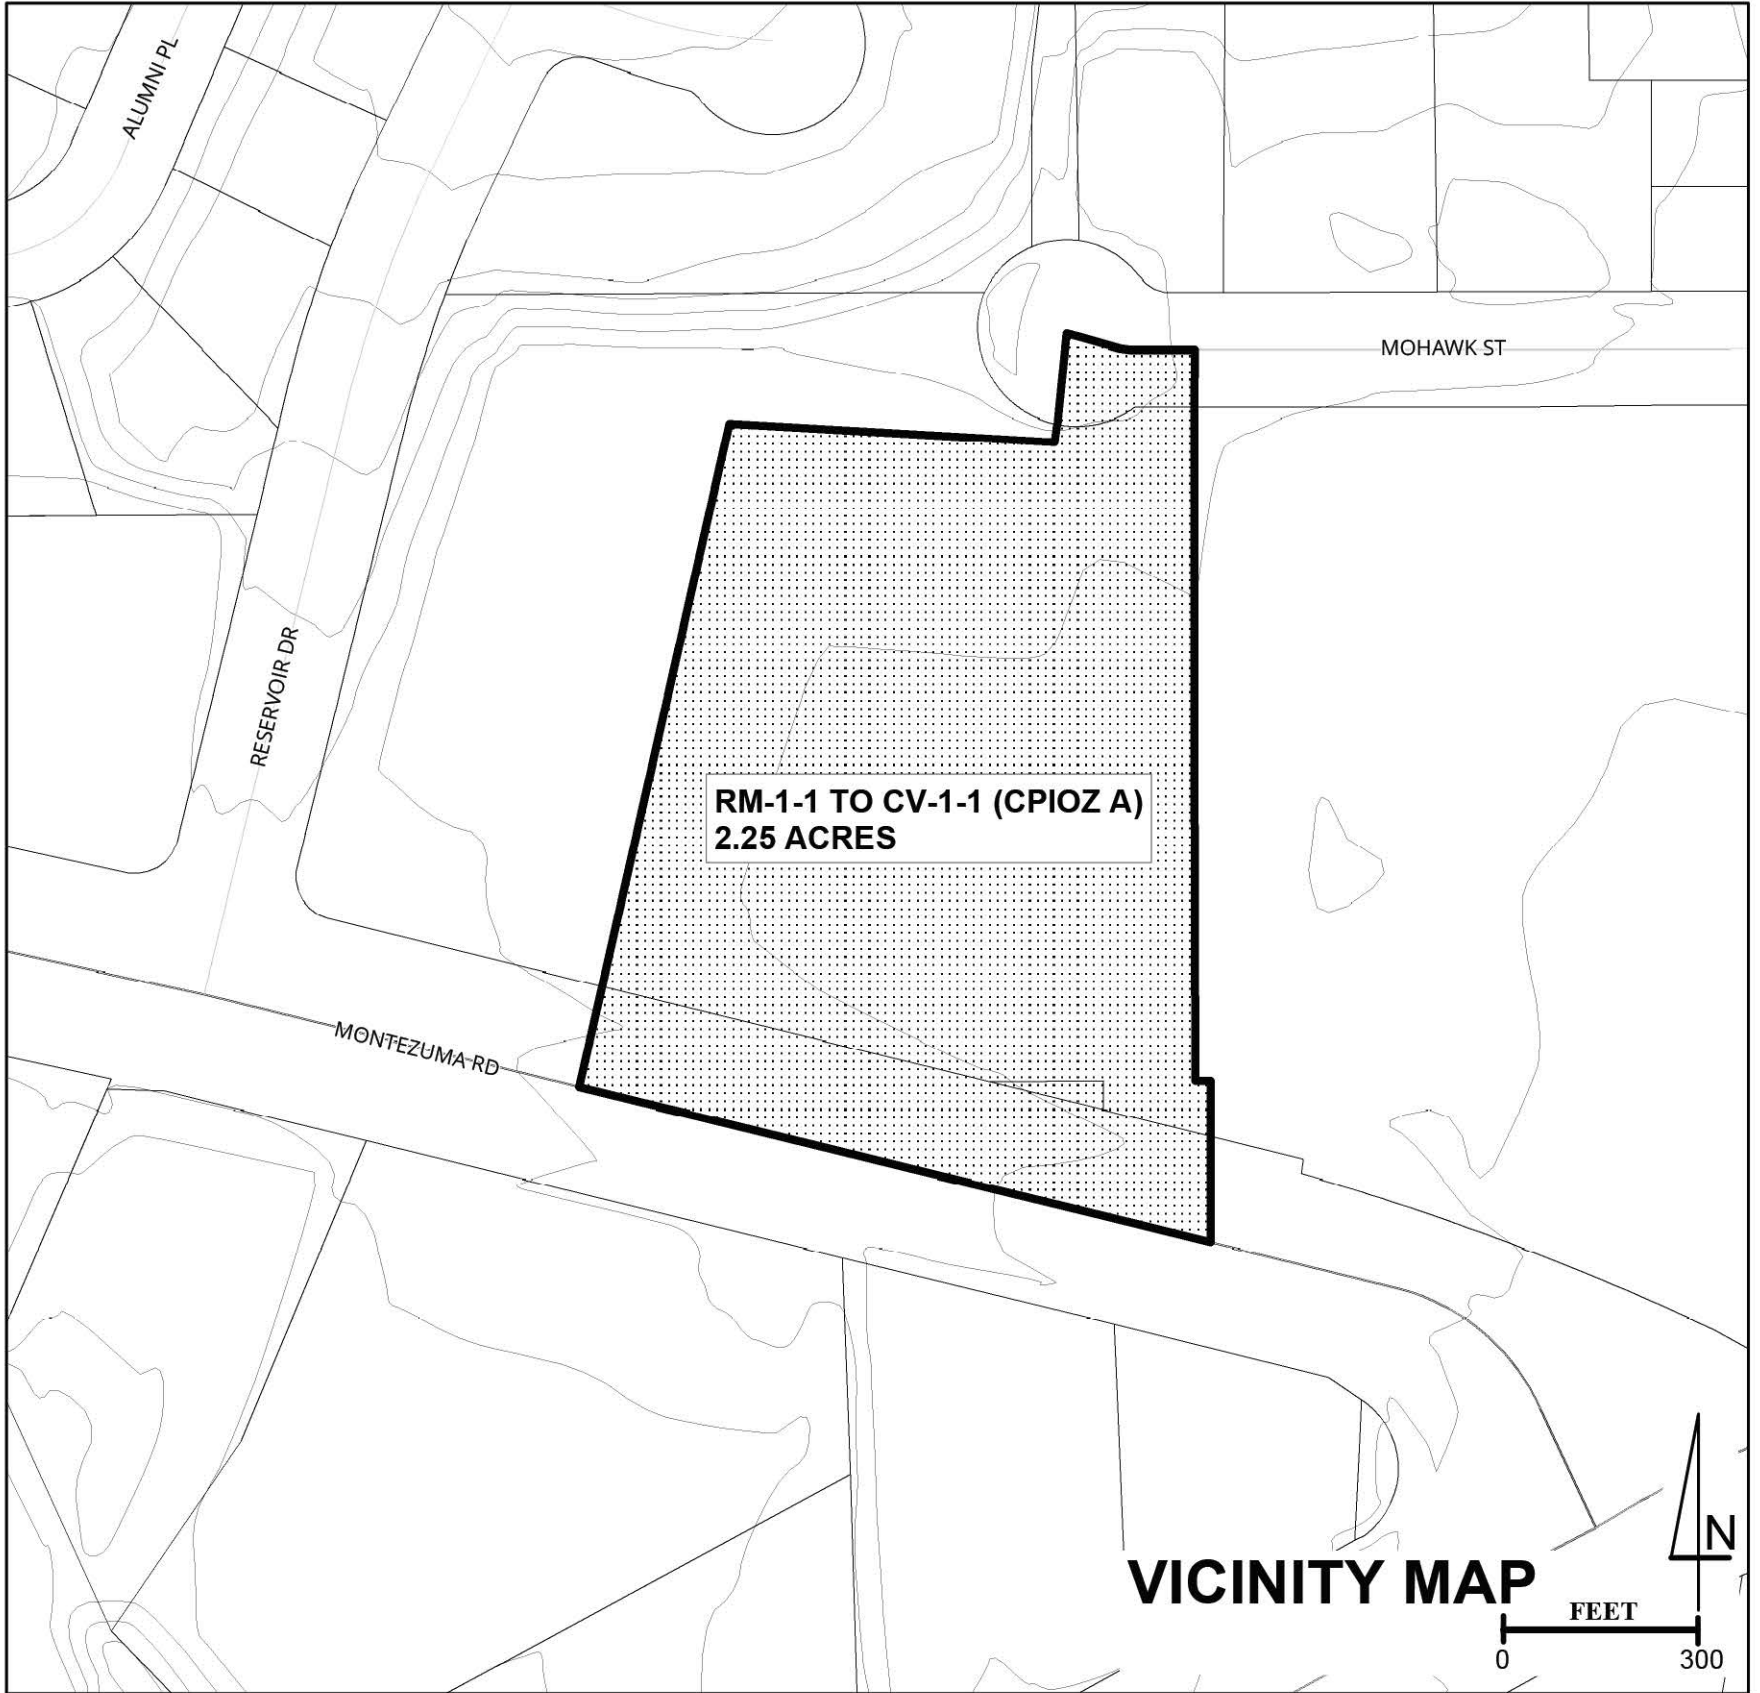 ALUMNI PL
MOHAWK ST
RESERVOIR DR
RM-1-1 TO CV-1-1 (CPIOZ A)
2.25 ACRES
MONTEZUMA RD
N
VICINITY MAP
FEET
0 300